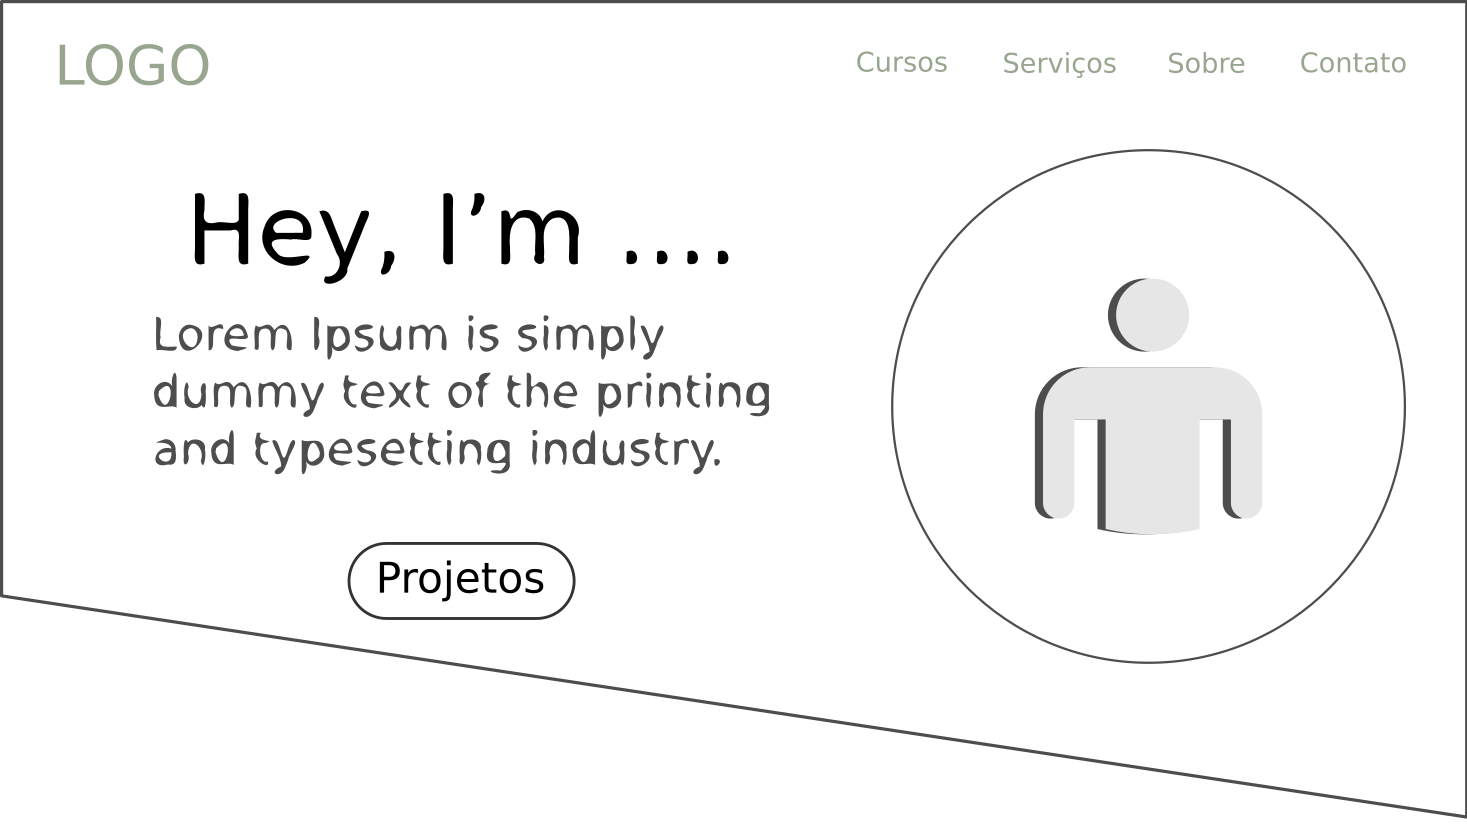 LOGO
Cursos Serviços Sobre Contato
Hey, I’m ....
Lorem Ipsum is simply
dummy text of the printing
and typesetting industry.
Projetos